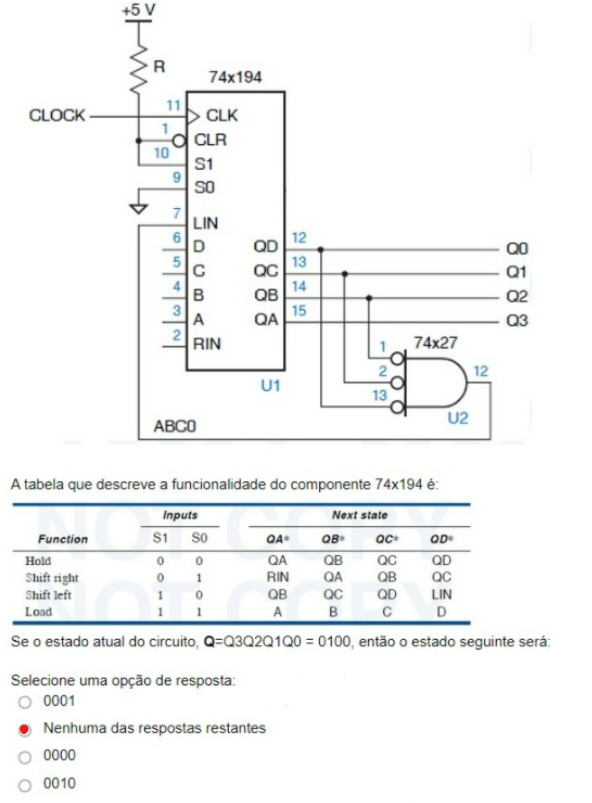 +5 V
R
74x194
CLOCK
11 CLK
1 CLR
10 S1
9 S0
7 LIN
6 D QD 12 Q0
5 C QC 13 Q1
4 B QB 14 Q2
3 A QA 15 Q3
2 RIN
1 74x27
2
12
13
U1
U2
ABC0
A tabela que descreve a funcionalidade do componente 74x194 é:
Inputs Next state
Function S1 S0 QA* QB* QC* QD*
Hold 0 0 QA QB QC QD
Shift right 0 1 RIN QA QB QC
Shift left 1 0 QB QC QD LIN
Load 1 1 A B C D
NOT COPY
NOT COPY
Se o estado atual do circuito, Q=Q3Q2Q1Q0 = 0100, então o estado seguinte será:
Selecione uma opção de resposta:
0001
Nenhuma das respostas restantes
0000
0010